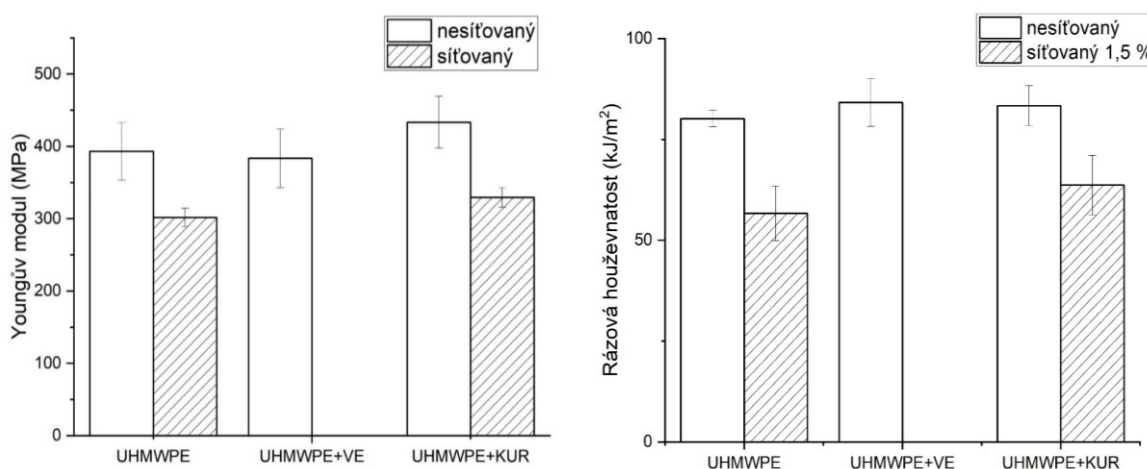 nesíťovaný
síťovaný
500
400
300
200
100
0
Youngův modul (MPa)
UHMWPE
UHMWPE+VE
UHMWPE+KUR
nesíťovaný
síťovaný 1,5 %
100
50
0
Rázová houževnatost (kJ/m²)
UHMWPE
UHMWPE+VE
UHMWPE+KUR